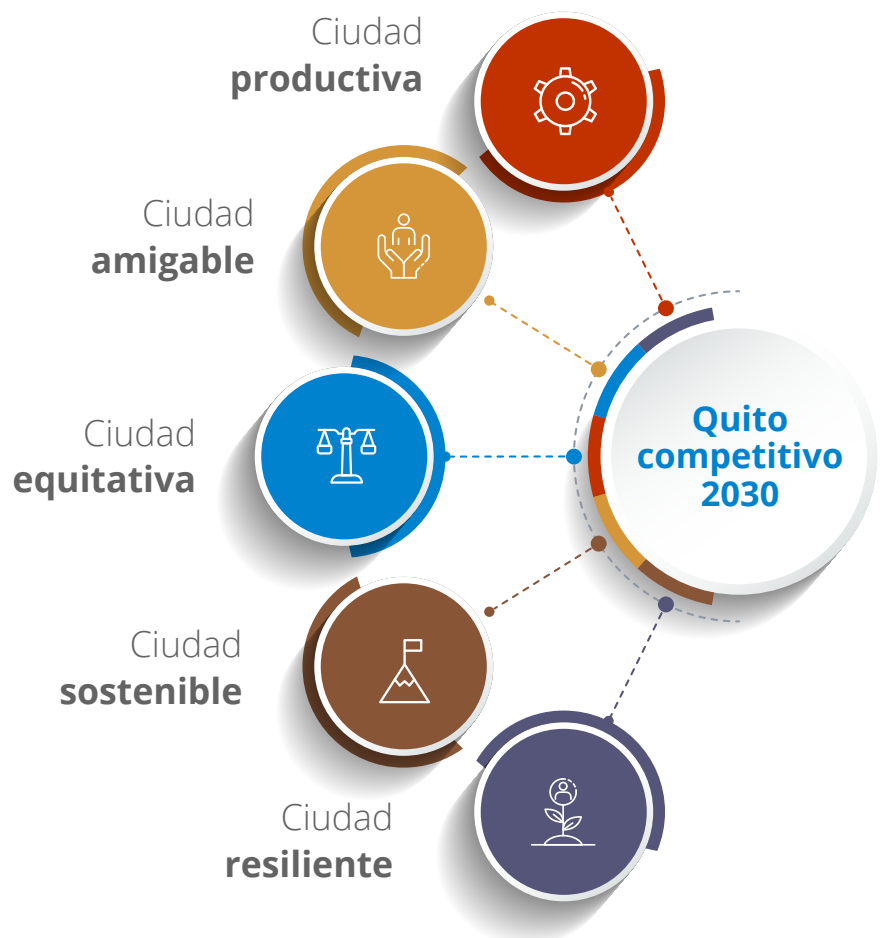 Ciudad
productiva
Ciudad
amigable
Ciudad
equitativa
Ciudad
sostenible
Ciudad
resiliente
Quito
competitivo
2030